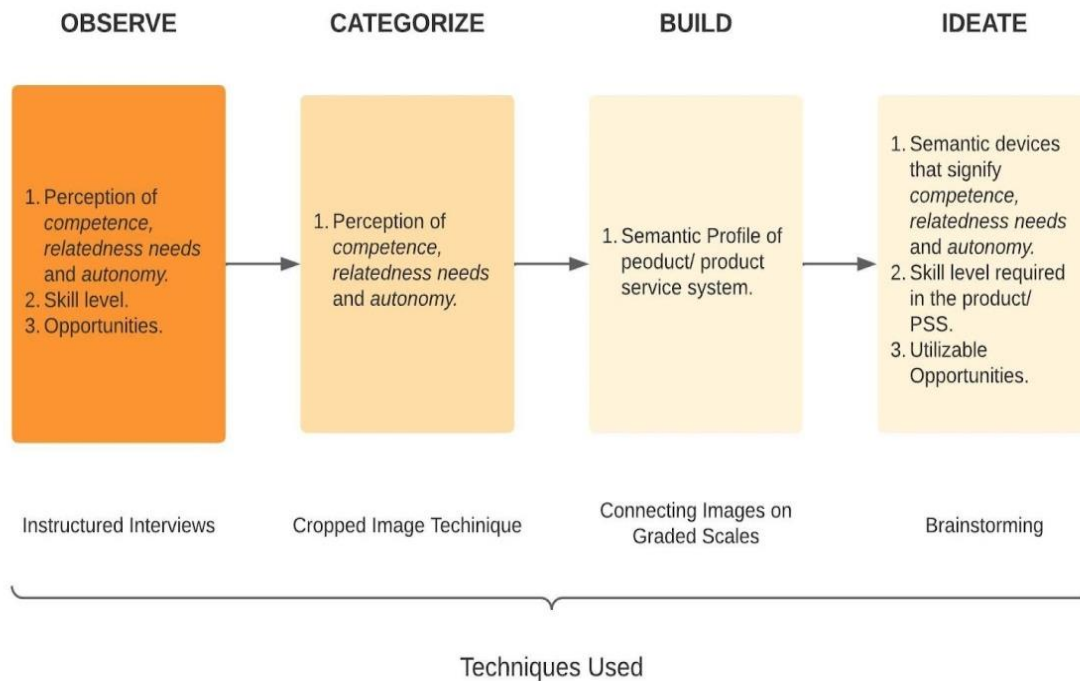 OBSERVE
CATEGORIZE
BUILD
IDEATE
1. Perception of
competence,
relatedness needs
and autonomy.
2. Skill level.
3. Opportunities.
1. Perception of
competence,
relatedness needs
and autonomy.
1. Semantic Profile of
peoduct/ product
service system.
1. Semantic devices
that signify
competence,
relatedness needs
and autonomy.
2. Skill level required
in the product/
PSS.
3. Utilizable
Opportunities.
Instructured Interviews
Cropped Image Techinique
Connecting Images on
Graded Scales
Brainstorming
Techniques Used